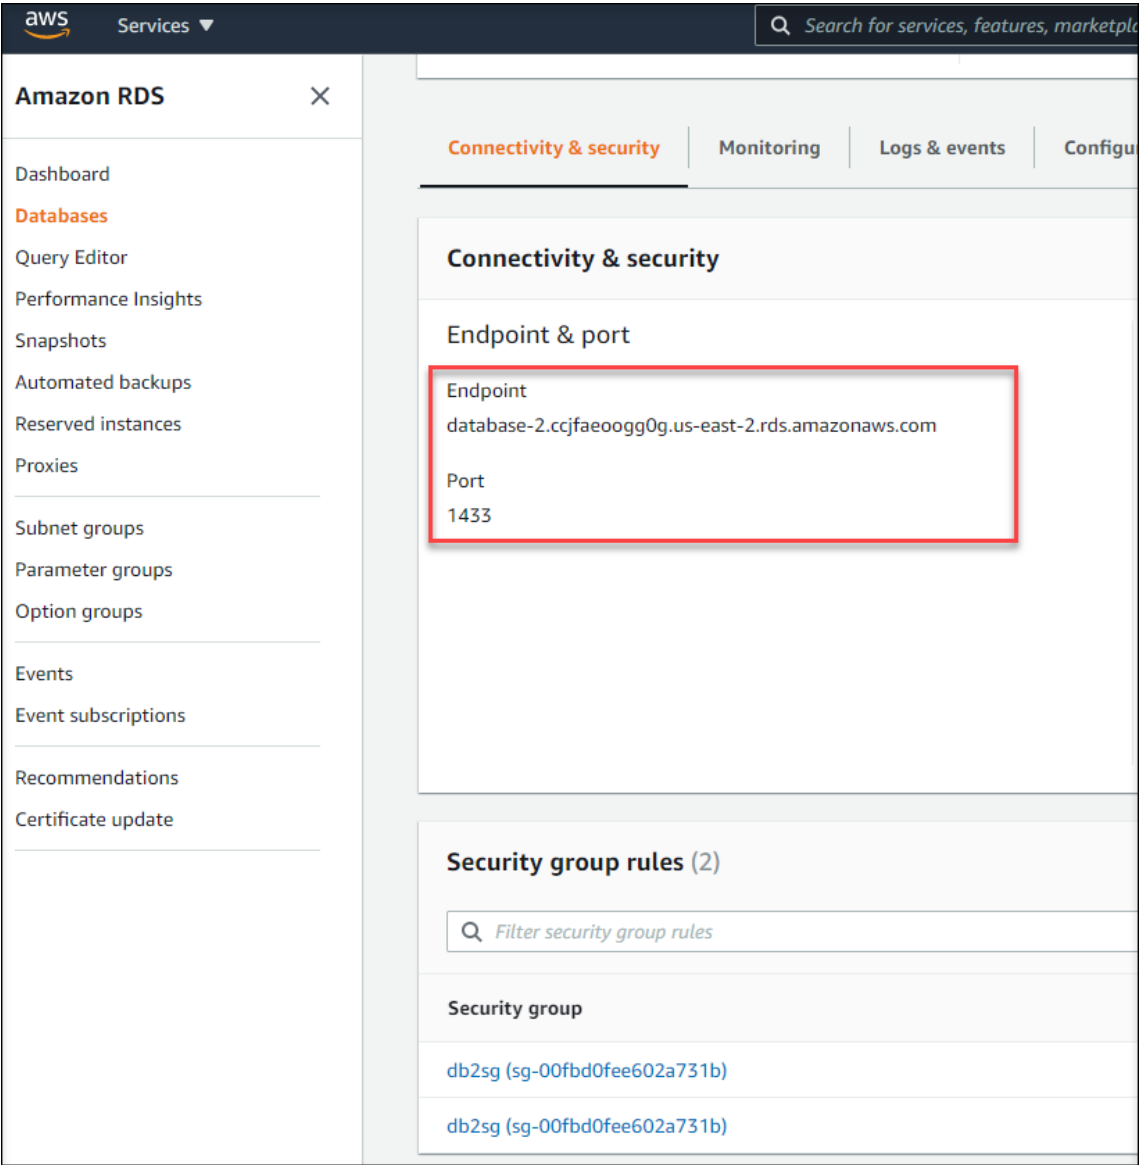 aws
Services ▼
Search for services, features, marketpl
Amazon RDS
Dashboard
Databases
Query Editor
Performance Insights
Snapshots
Automated backups
Reserved instances
Proxies
Subnet groups
Parameter groups
Option groups
Events
Event subscriptions
Recommendations
Certificate update
Connectivity & security
Monitoring
Logs & events
Configu
Connectivity & security
Endpoint & port
Endpoint
database-2.ccjfaeoogg0g.us-east-2.rds.amazonaws.com
Port
1433
Security group rules (2)
Filter security group rules
Security group
db2sg (sg-00fbd0fee602a731b)
db2sg (sg-00fbd0fee602a731b)